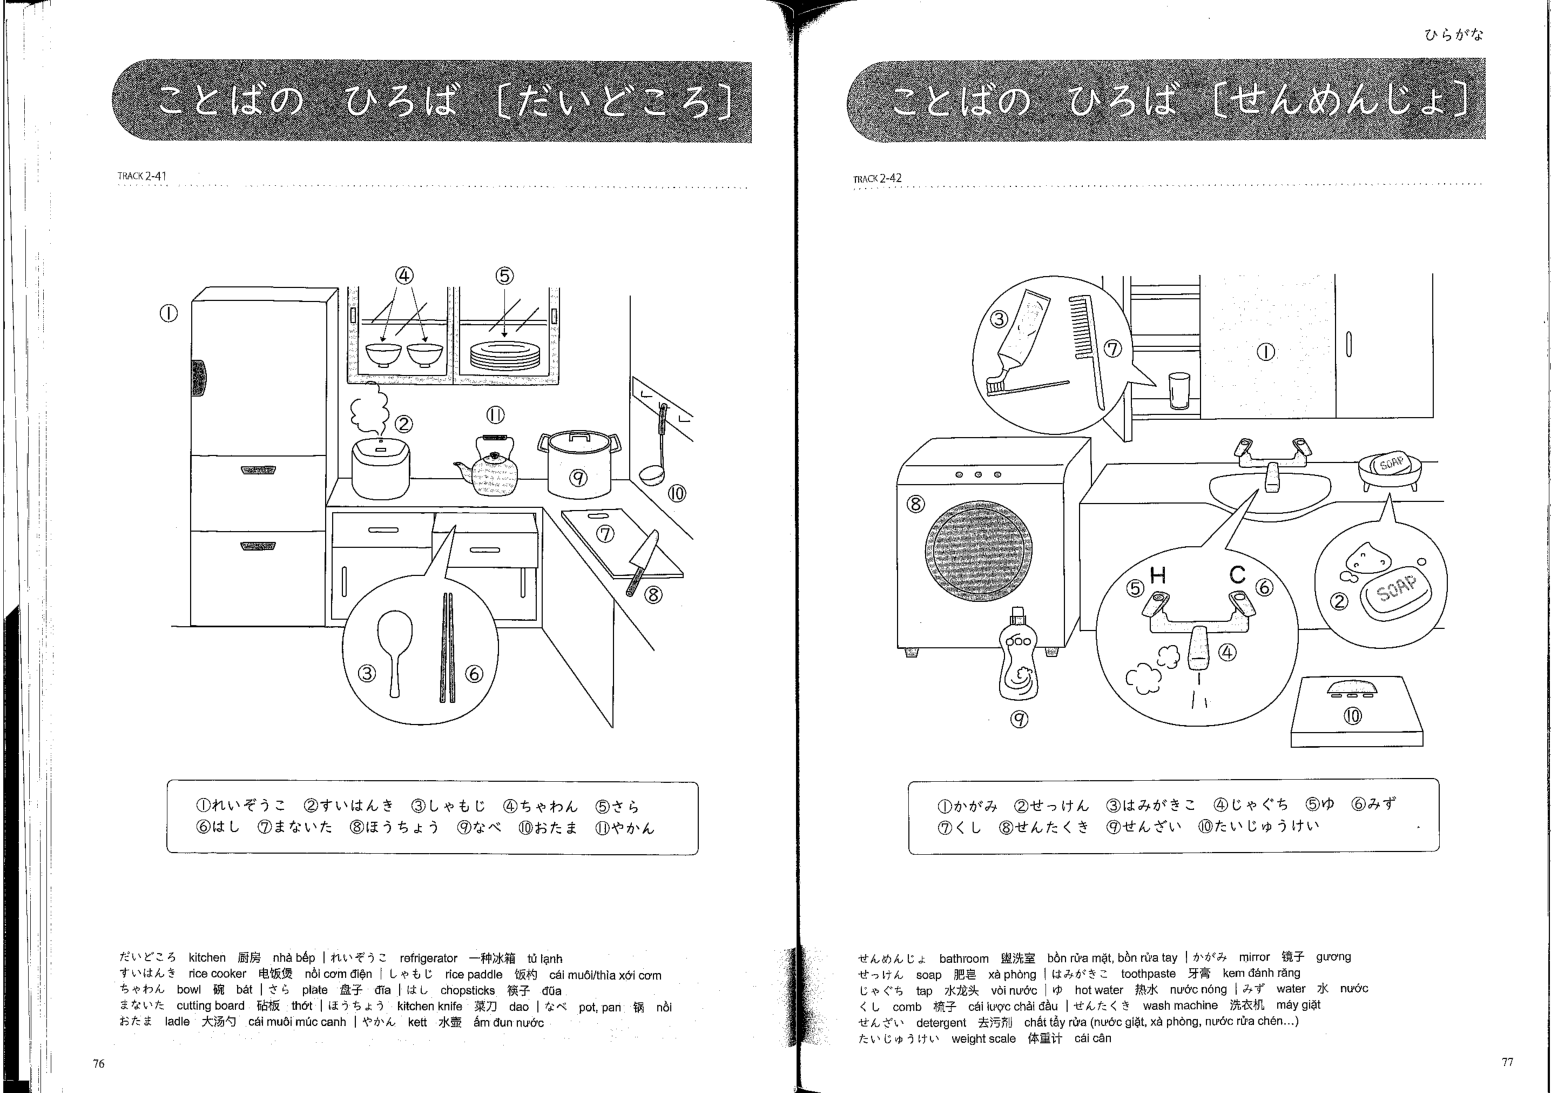 ことばの ひろば [だいどころ]
TRACK 2-41
①
④
⑤
②
⑪
⑨
⑩
⑦
⑧
③
⑥
①れいぞうこ ②すいはんき ③しゃもじ ④ちゃわん ⑤さら
⑥はし ⑦まないた ⑧ほうちょう ⑨なべ ⑩おたま ⑪やかん
だいどころ kitchen 厨房 nhà bếp | れいぞうこ refrigerator 一种冰箱 tủ lạnh
すいはんき rice cooker 电饭煲 nồi cơm điện | しゃもじ rice paddle 饭杓 cái muôi/thìa xới cơm
ちゃわん bowl 碗 bát | さら plate 盘子 đĩa | はし chopsticks 筷子 đũa
まないた cutting board 砧板 thớt | ほうちょう kitchen knife 菜刀 dao | なべ pot, pan 锅 nồi
おたま ladle 大汤勺 cái muôi múc canh | やかん kett 水壶 ấm đun nước
76
ひらがな
ことばの ひろば [せんめんじょ]
TRACK 2-42
③
⑦
①
SOAP
⑧
⑤
H
C
⑥
②
SOAP
④
⑨
⑩
①かがみ ②せっけん ③はみがきこ ④じゃぐち ⑤ゆ ⑥みず
⑦くし ⑧せんたくき ⑨せんざい ⑩たいじゅうけい
せんめんじょ bathroom 盥洗室 bồn rửa mặt, bồn rửa tay | かがみ mirror 镜子 gương
せっけん soap 肥皂 xà phòng | はみがきこ toothpaste 牙膏 kem đánh răng
じゃぐち tap 水龙头 vòi nước | ゆ hot water 热水 nước nóng | みず water 水 nước
くし comb 梳子 cái lược chải đầu | せんたくき wash machine 洗衣机 máy giặt
せんざい detergent 去污剂 chất tẩy rửa (nước giặt, xà phòng, nước rửa chén...)
たいじゅうけい weight scale 体重计 cái cân
77